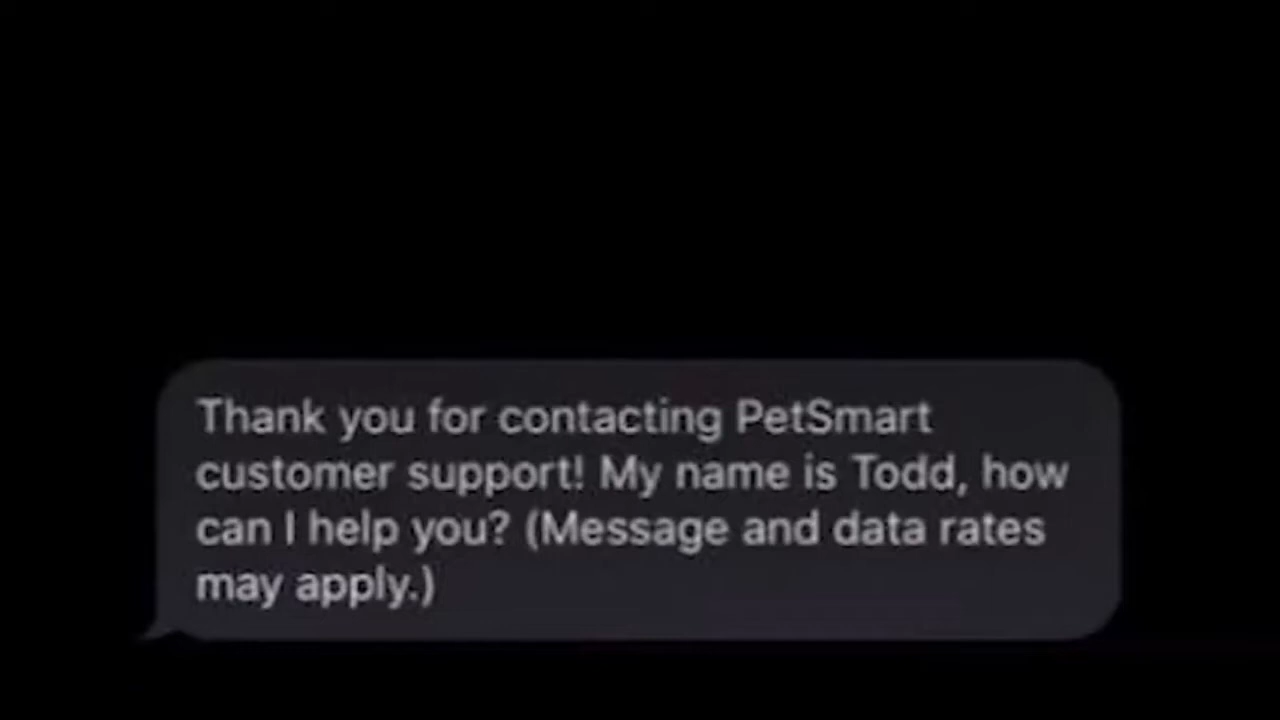 Thank you for contacting PetSmart
customer support! My name is Todd, how
can I help you? (Message and data rates
may apply.)